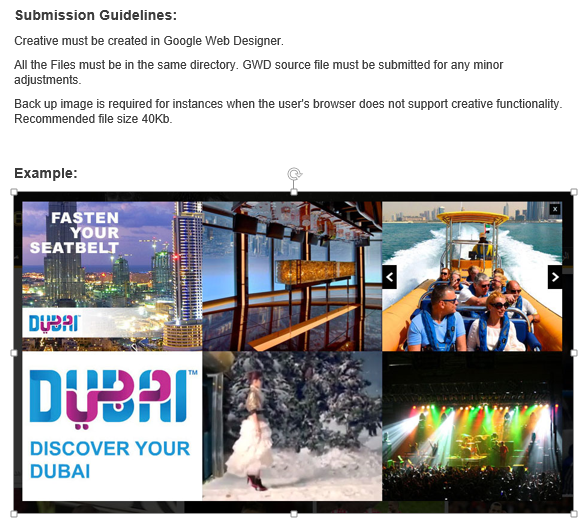 Submission Guidelines:
Creative must be created in Google Web Designer.
All the Files must be in the same directory. GWD source file must be submitted for any minor
adjustments.
Back up image is required for instances when the user's browser does not support creative functionality.
Recommended file size 40Kb.
Example:
FASTEN
YOUR
SEATBELT
X
DUBAI
DUBAI™
DISCOVER YOUR
DUBAI